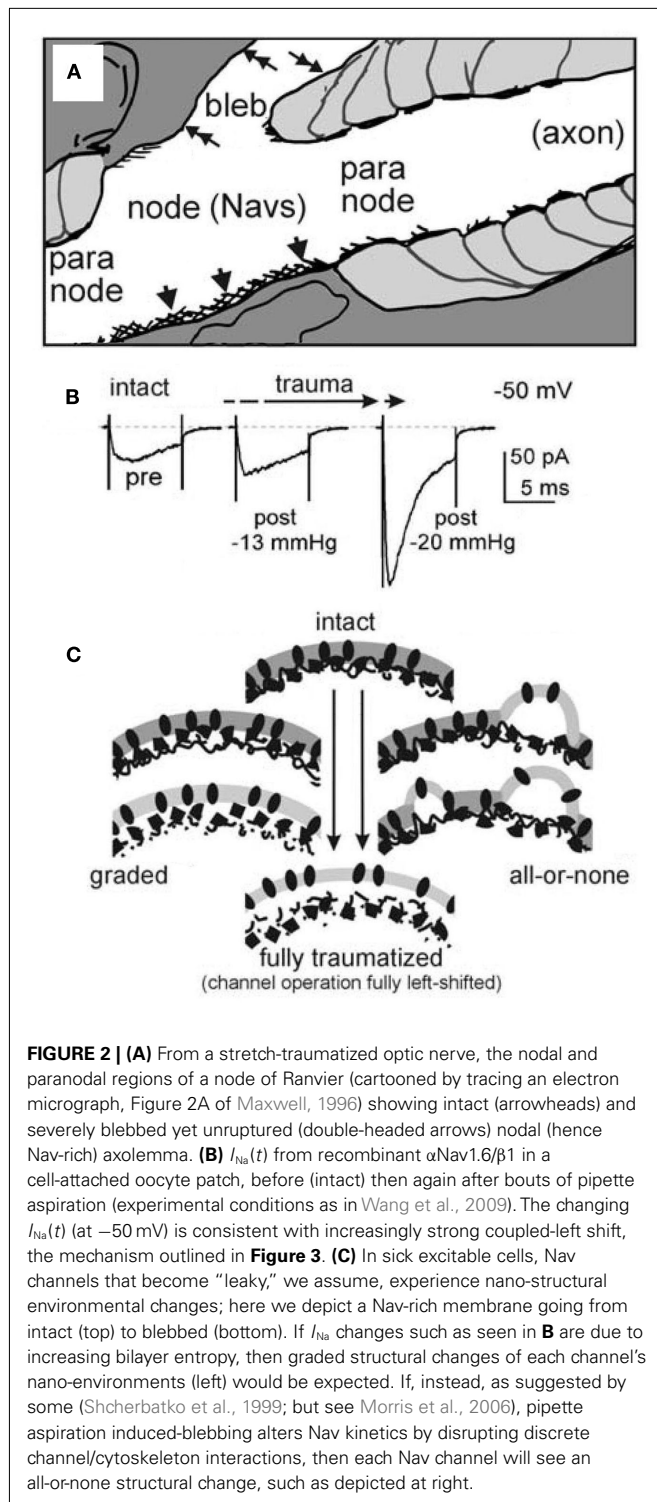 A
bleb
(axon)
para
node
node (Navs)
para
node
B
intact
trauma
-50 mV
pre
50 pA
5 ms
post
-13 mmHg
post
-20 mmHg
intact
C
graded
all-or-none
fully traumatized
(channel operation fully left-shifted)
FIGURE 2 | (A) From a stretch-traumatized optic nerve, the nodal and
paranodal regions of a node of Ranvier (cartooned by tracing an electron
micrograph, Figure 2A of Maxwell, 1996) showing intact (arrowheads) and
severely blebbed yet unruptured (double-headed arrows) nodal (hence
Nav-rich) axolemma. (B) INa(t) from recombinant αNav1.6/β1 in a
cell-attached oocyte patch, before (intact) then again after bouts of pipette
aspiration (experimental conditions as in Wang et al., 2009). The changing
INa(t) (at −50 mV) is consistent with increasingly strong coupled-left shift,
the mechanism outlined in Figure 3. (C) In sick excitable cells, Nav
channels that become "leaky," we assume, experience nano-structural
environmental changes; here we depict a Nav-rich membrane going from
intact (top) to blebbed (bottom). If INa changes such as seen in B are due to
increasing bilayer entropy, then graded structural changes of each channel's
nano-environments (left) would be expected. If, instead, as suggested by
some (Shcherbatko et al., 1999; but see Morris et al., 2006), pipette
aspiration induced-blebbing alters Nav kinetics by disrupting discrete
channel/cytoskeleton interactions, then each Nav channel will see an
all-or-none structural change, such as depicted at right.